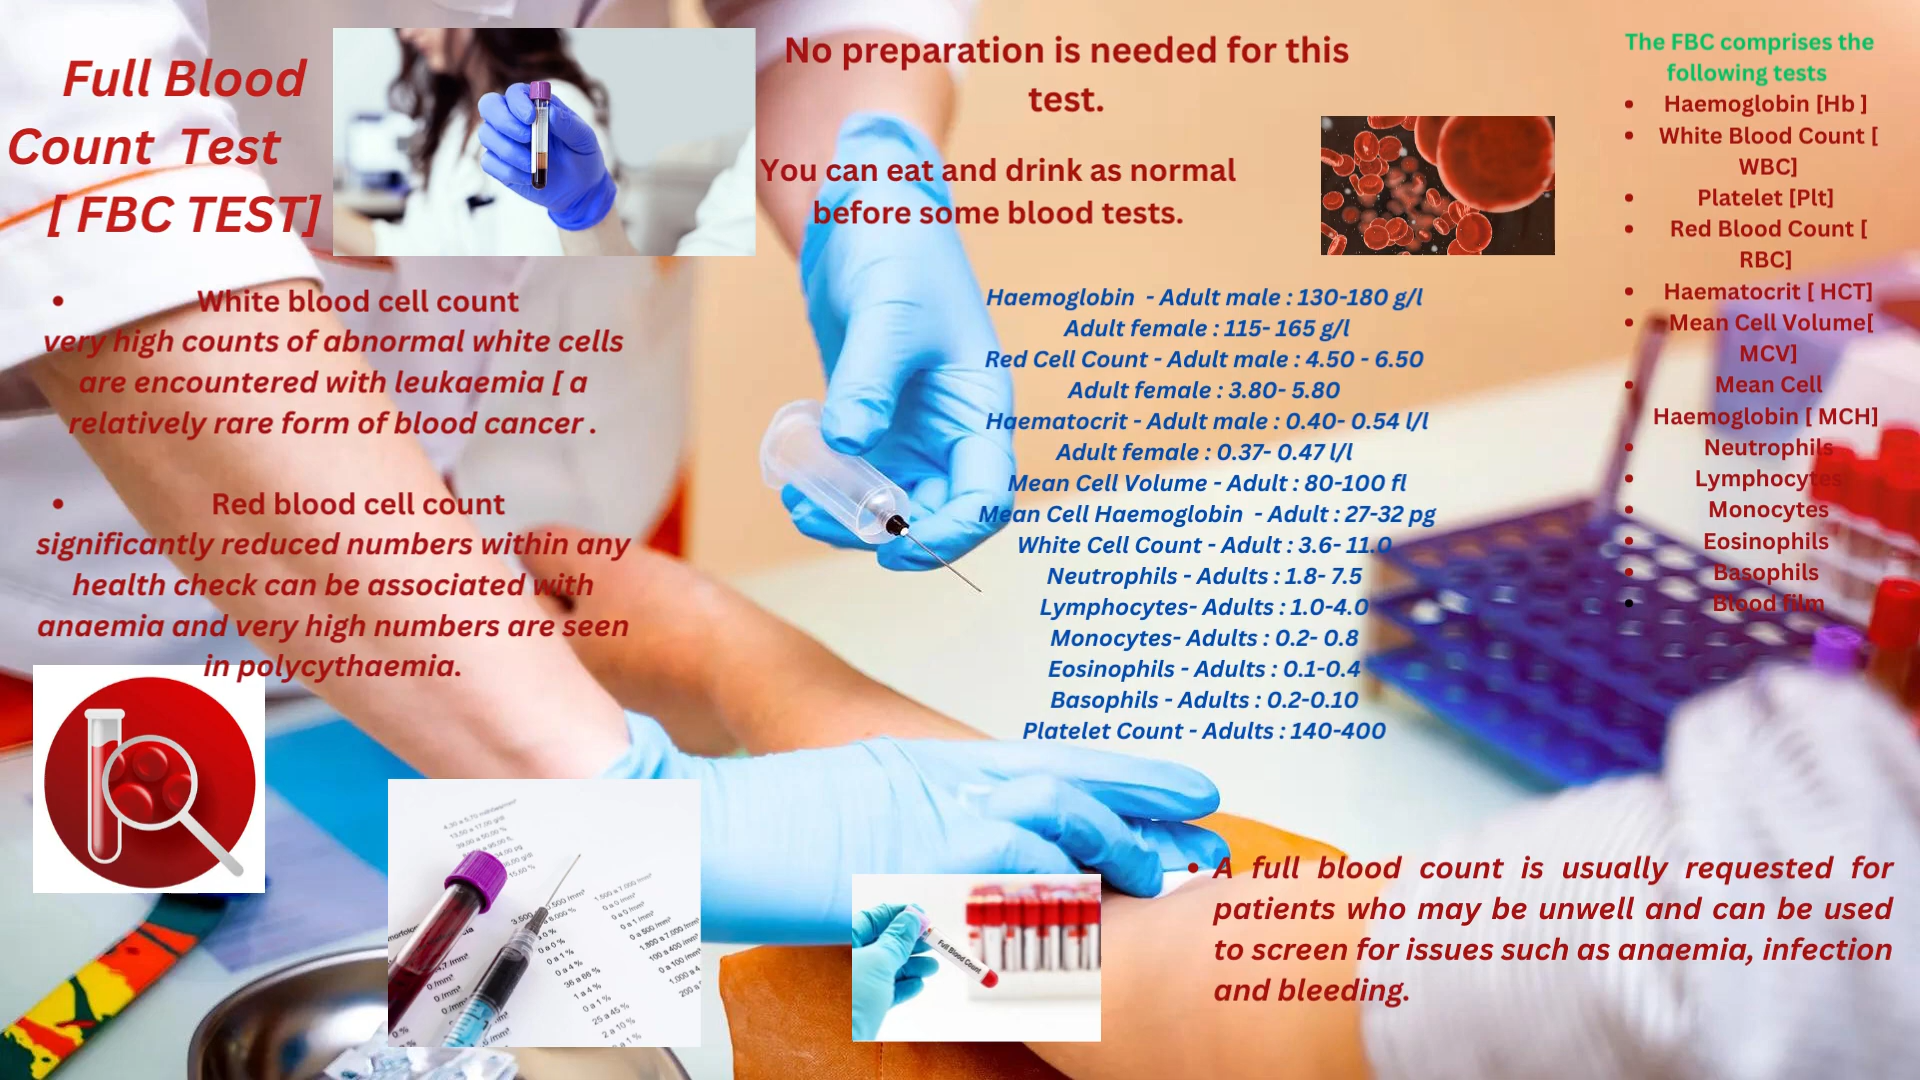 Full Blood
Count Test
[ FBC TEST]
White blood cell count
very high counts of abnormal white cells
are encountered with leukaemia [ a
relatively rare form of blood cancer .
Red blood cell count
significantly reduced numbers within any
health check can be associated with
anaemia and very high numbers are seen
in polycythaemia.
No preparation is needed for this
test.
You can eat and drink as normal
before some blood tests.
Haemoglobin - Adult male : 130-180 g/l
Adult female : 115- 165 g/l
Red Cell Count - Adult male : 4.50 - 6.50
Adult female : 3.80- 5.80
Haematocrit - Adult male : 0.40- 0.54 l/l
Adult female : 0.37- 0.47 l/l
Mean Cell Volume - Adult : 80-100 fl
Mean Cell Haemoglobin - Adult : 27-32 pg
White Cell Count - Adult : 3.6- 11.0
Neutrophils - Adults : 1.8- 7.5
Lymphocytes- Adults : 1.0-4.0
Monocytes- Adults : 0.2- 0.8
Eosinophils - Adults : 0.1-0.4
Basophils - Adults : 0.2-0.10
Platelet Count - Adults : 140-400
The FBC comprises the
following tests
Haemoglobin [Hb ]
White Blood Count [
WBC]
Platelet [Plt]
Red Blood Count [
RBC]
Haematocrit [ HCT]
Mean Cell Volume[
MCV]
Mean Cell
Haemoglobin [ MCH]
Neutrophils
Lymphocytes
Monocytes
Eosinophils
Basophils
Blood film
A full blood count is usually requested for
patients who may be unwell and can be used
to screen for issues such as anaemia, infection
and bleeding.
Full Blood Count